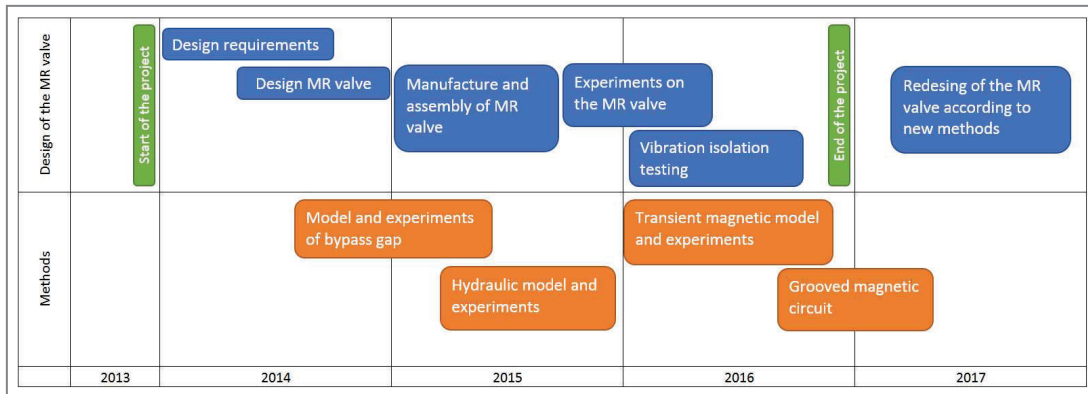 Design of the MR valve
Start of the project
Design requirements
Design MR valve
Manufacture and
assembly of MR
valve
Experiments on
the MR valve
Vibration isolation
testing
End of the project
Redesing of the MR
valve according to
new methods
Methods
Model and experiments
of bypass gap
Hydraulic model and
experiments
Transient magnetic model
and experiments
Grooved magnetic
circuit
2013
2014
2015
2016
2017